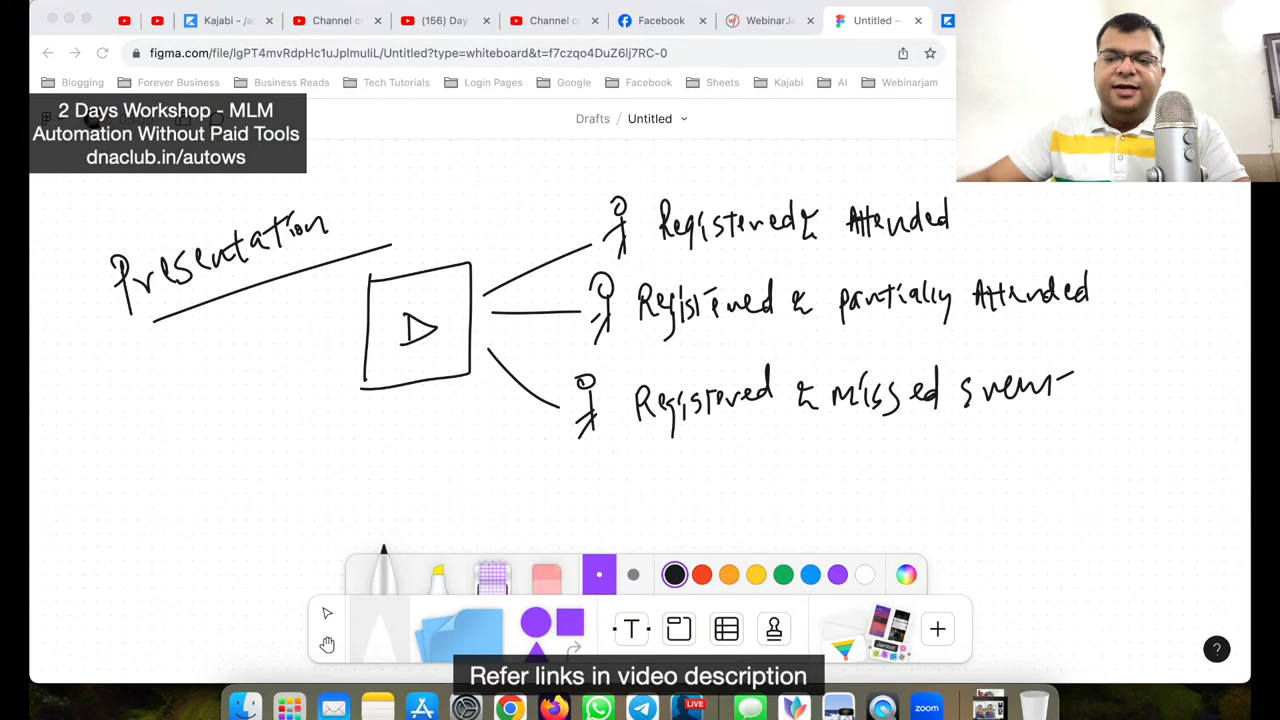 Kajabi - /a
Channel c
(156) Day
Channel c
Facebook
WebinarJa
Untitled –
figma.com/file/lgPT4mvRdpHc1uJplmuliL/Untitled?type=whiteboard&t=f7czqo4DuZ6lj7RC-0
Blogging
Forever Business
Business Reads
Tech Tutorials
Login Pages
Google
Facebook
Sheets
Kajabi
AI
Webinarjam
2 Days Workshop - MLM
Automation Without Paid Tools
dnaclub.in/autows
Drafts
Untitled
Presentation
Registered & Attended
Registered & partially Attended
Registered & missed event
T
Refer links in video description
LIVE
zoom